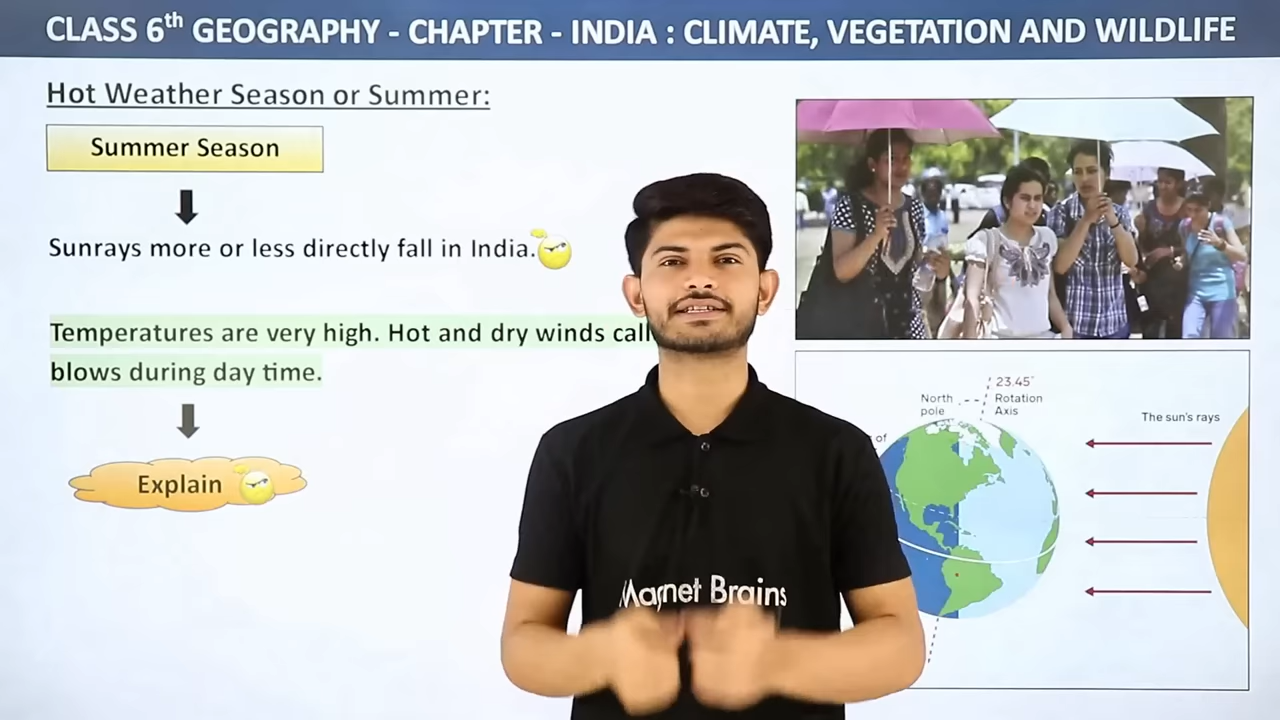 CLASS 6th GEOGRAPHY - CHAPTER - INDIA : CLIMATE, VEGETATION AND WILDLIFE
Hot Weather Season or Summer:
Summer Season
Sunrays more or less directly fall in India.
Temperatures are very high. Hot and dry winds
blows during day time.
Explain
23.45°
North
pole
Rotation
Axis
of
The sun's rays
Magnet Brains